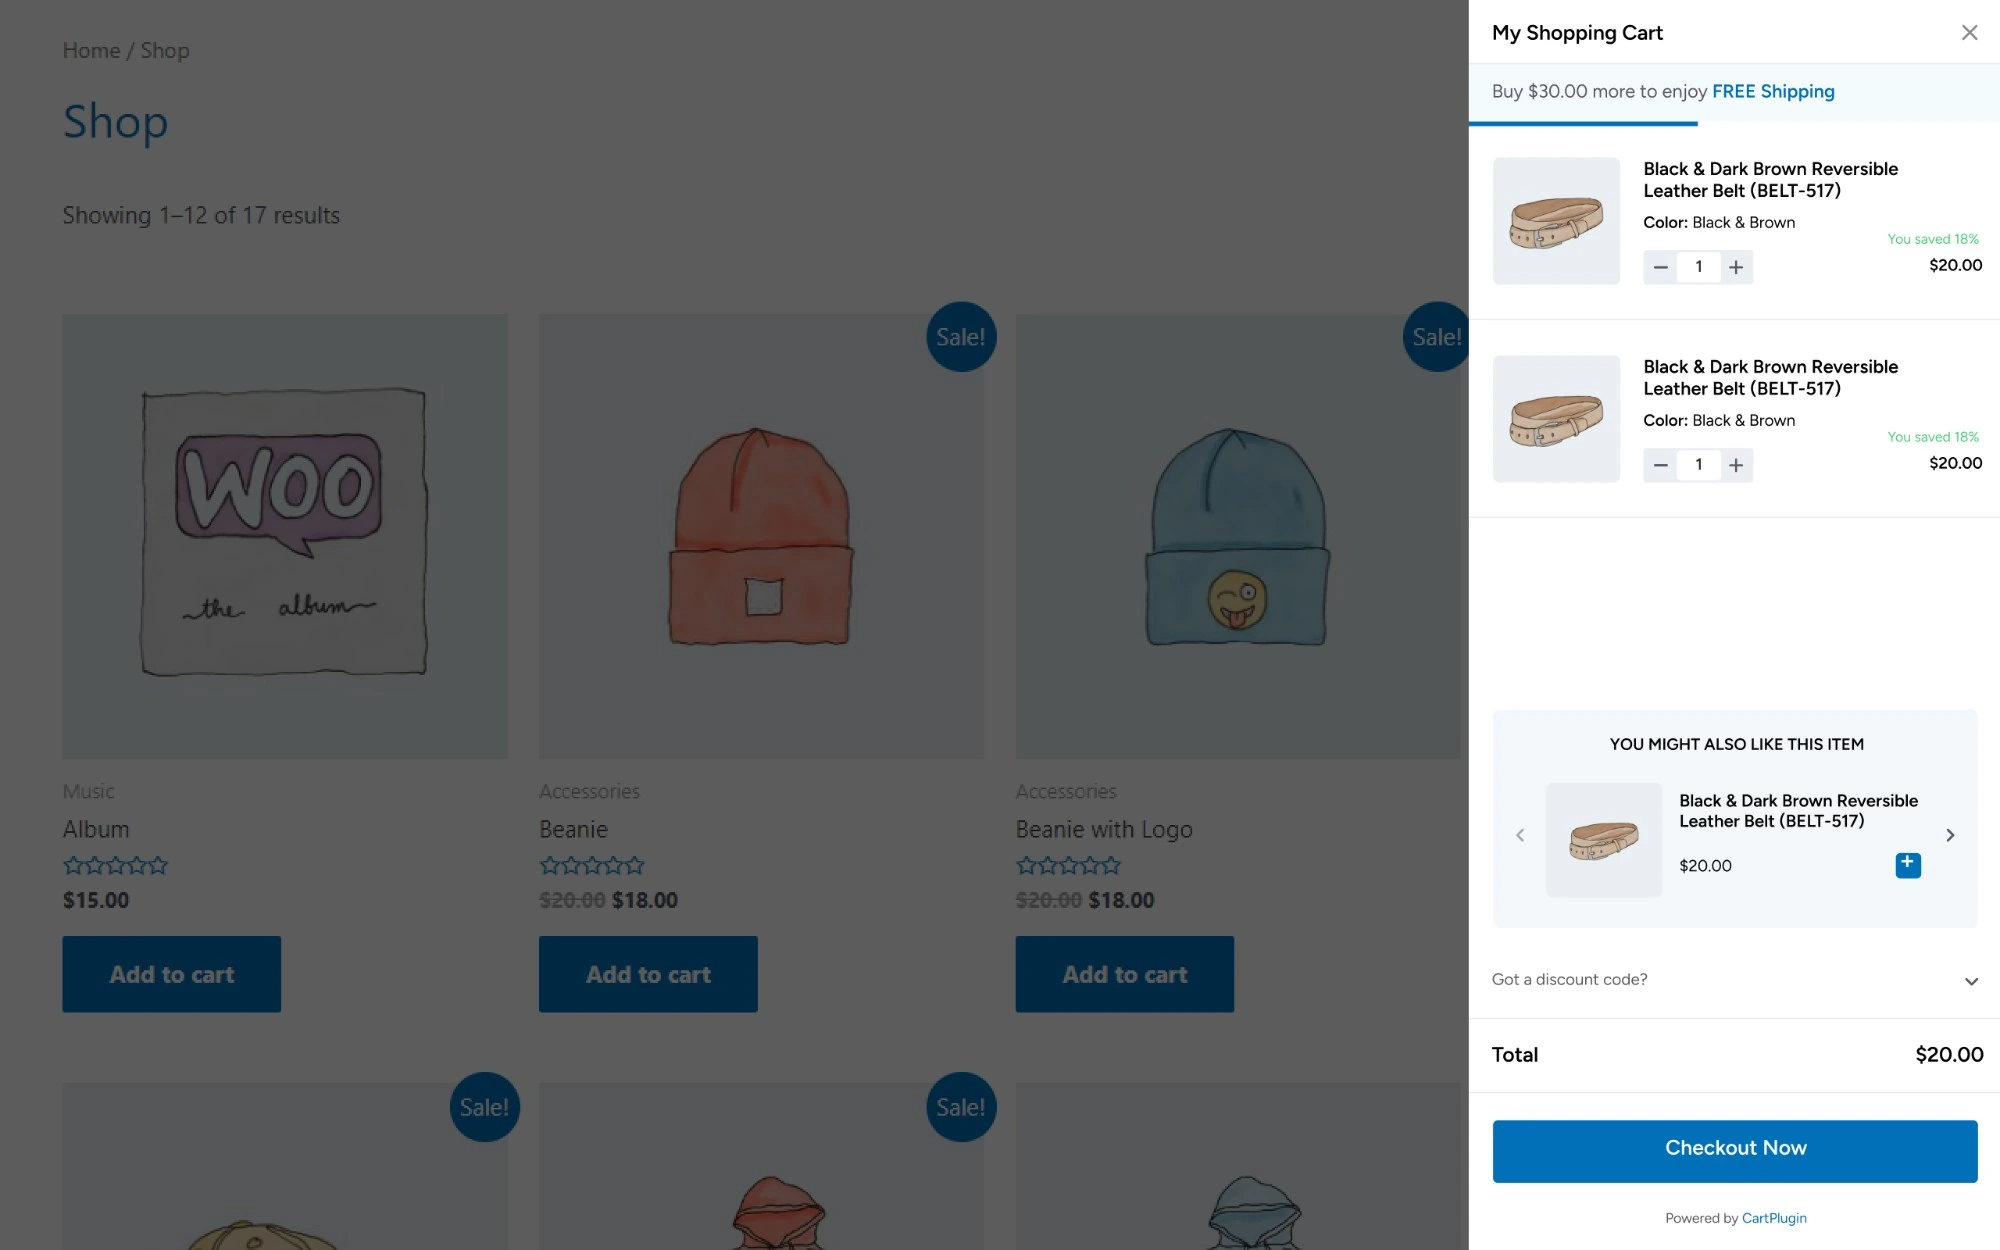 Home / Shop
Shop
Showing 1–12 of 17 results
Sale!
Sale!
WOO
the album
Music
Album
$15.00
Add to cart
Accessories
Beanie
$20.00 $18.00
Add to cart
Accessories
Beanie with Logo
$20.00 $18.00
Add to cart
Sale!
Sale!
My Shopping Cart
Buy $30.00 more to enjoy FREE Shipping
Black & Dark Brown Reversible
Leather Belt (BELT-517)
Color: Black & Brown
You saved 18%
1
$20.00
Black & Dark Brown Reversible
Leather Belt (BELT-517)
Color: Black & Brown
You saved 18%
1
$20.00
YOU MIGHT ALSO LIKE THIS ITEM
Black & Dark Brown Reversible
Leather Belt (BELT-517)
$20.00
Got a discount code?
Total $20.00
Checkout Now
Powered by CartPlugin